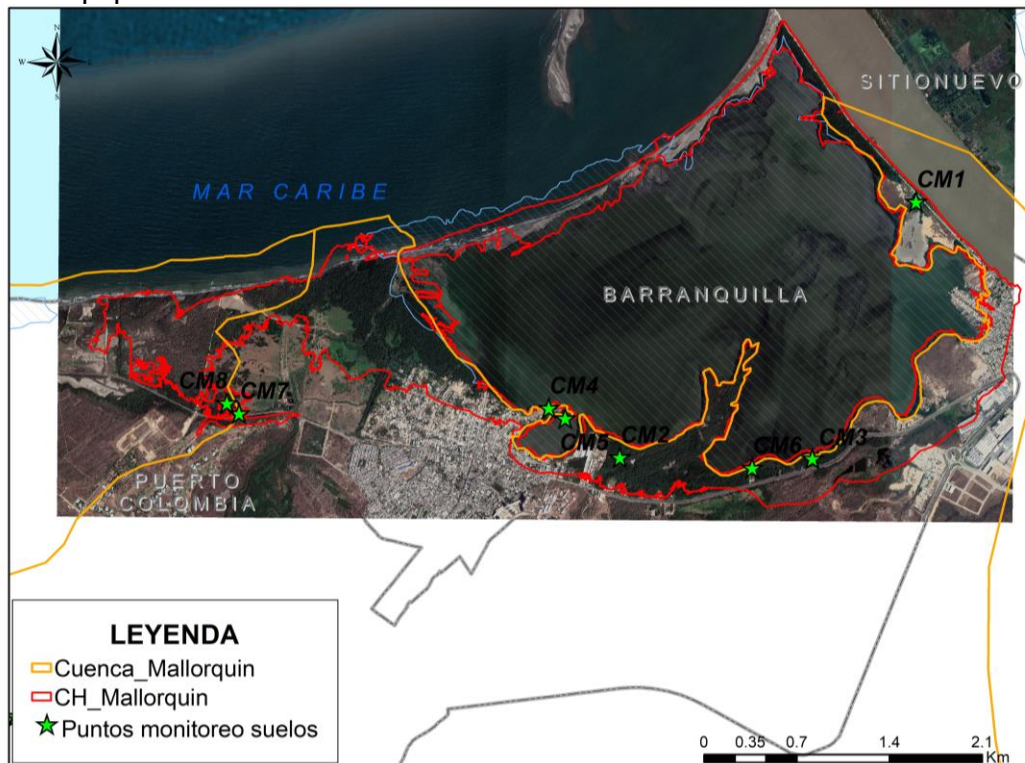 N
W
E
S
SITIONUEVO
CM1
MAR CARIBE
BARRANQUILLA
CM8
CM7
CM4
CM5
CM2
CM6
CM3
PUERTO
COLOMBIA
LEYENDA
Cuenca_Mallorquin
CH_Mallorquin
Puntos monitoreo suelos
0 0.35 0.7 1.4 2.1
Km